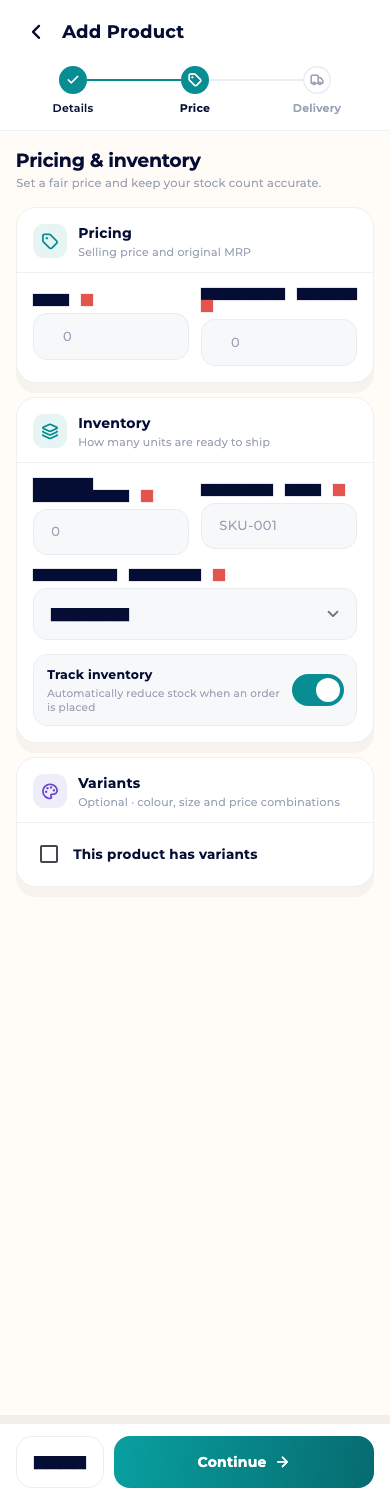 Add Product
Details
Price
Delivery
Pricing & inventory
Set a fair price and keep your stock count accurate.
Pricing
Selling price and original MRP
0
0
Inventory
How many units are ready to ship
0
SKU-001
Track inventory
Automatically reduce stock when an order
is placed
Variants
Optional · colour, size and price combinations
This product has variants
Continue →